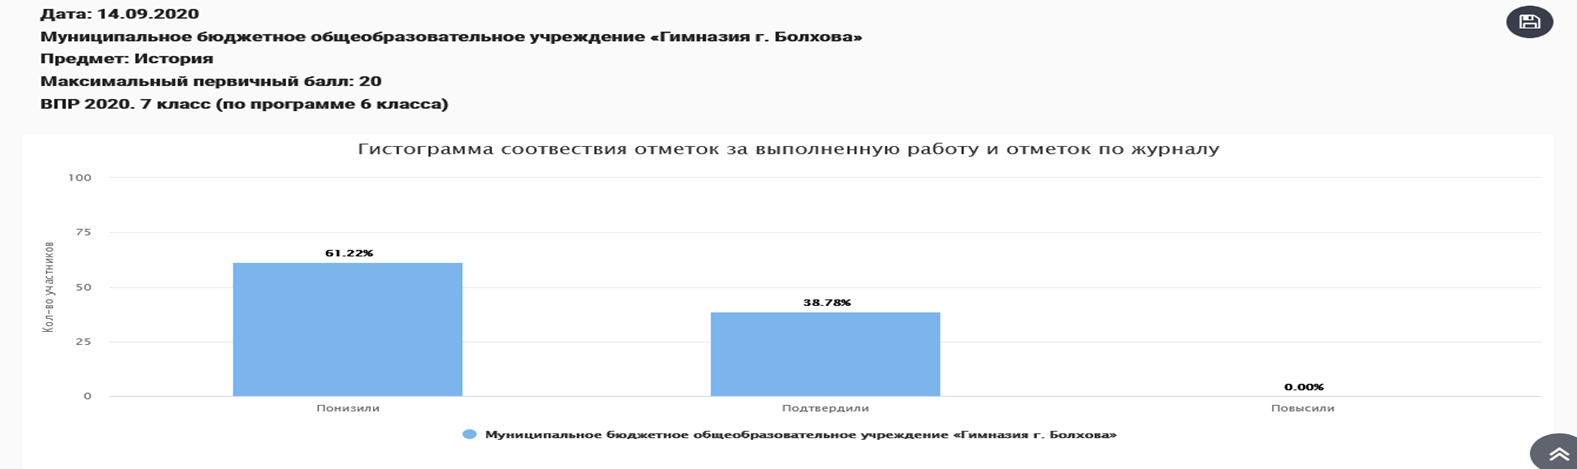 Дата: 14.09.2020
Муниципальное бюджетное общеобразовательное учреждение «Гимназия г. Болхова»
Предмет: История
Максимальный первичный балл: 20
ВПР 2020. 7 класс (по программе 6 класса)
Гистограмма соотвествия отметок за выполненную работу и отметок по журналу
100
75
50
25
0
Кол-во участников
61.22%
38.78%
0.00%
Понизили
Подтвердили
Повысили
Муниципальное бюджетное общеобразовательное учреждение «Гимназия г. Болхова»